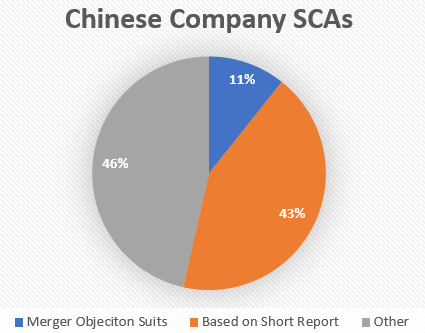 Chinese Company SCAs
11%
46%
43%
Merger Objeciton Suits Based on Short Report Other